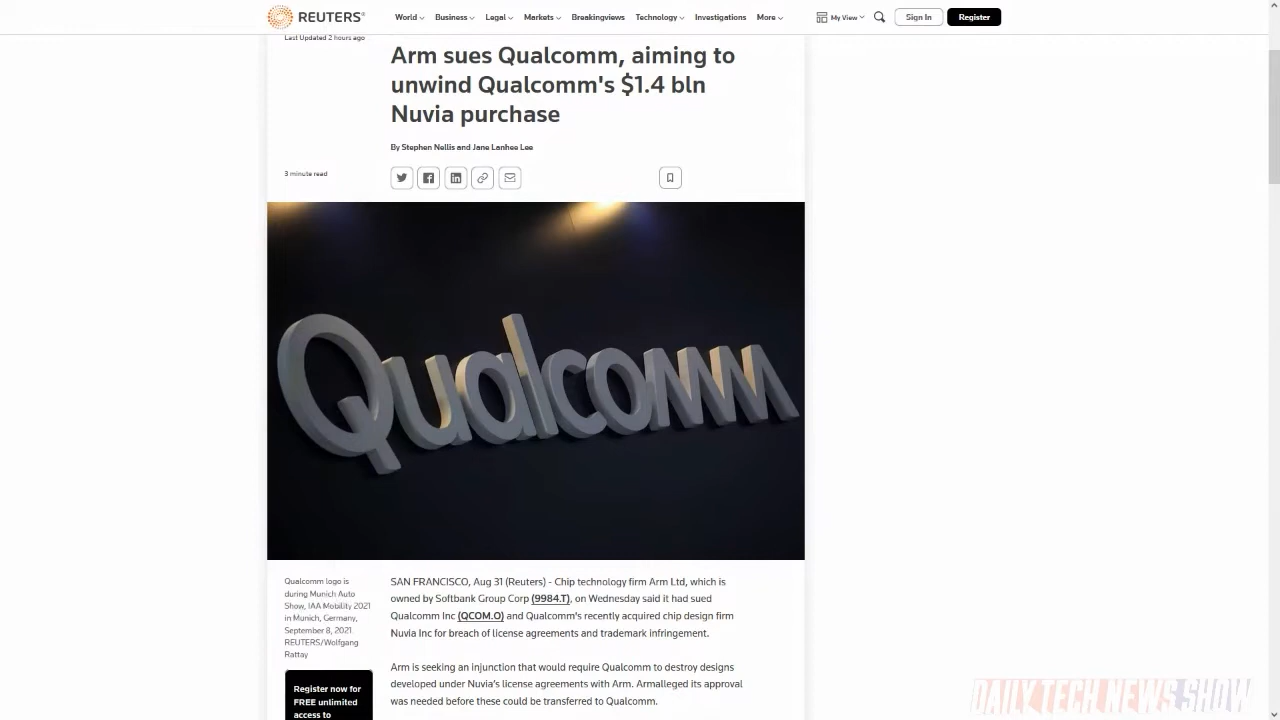 REUTERS®
World Business Legal Markets Breakingviews Technology Investigations More
My View
Sign In
Register
Last Updated 2 hours ago
Arm sues Qualcomm, aiming to
unwind Qualcomm's $1.4 bln
Nuvia purchase
By Stephen Nellis and Jane Lanhee Lee
3 minute read
Qualcomm
Qualcomm logo is
during Munich Auto
Show, IAA Mobility 2021
in Munich, Germany,
September 8, 2021.
REUTERS/Wolfgang
Rattay
Register now for
FREE unlimited
access to
SAN FRANCISCO, Aug 31 (Reuters) - Chip technology firm Arm Ltd, which is
owned by Softbank Group Corp (9984.T), on Wednesday said it had sued
Qualcomm Inc (QCOM.O) and Qualcomm's recently acquired chip design firm
Nuvia Inc for breach of license agreements and trademark infringement.
Arm is seeking an injunction that would require Qualcomm to destroy designs
developed under Nuvia's license agreements with Arm. Armalleged its approval
was needed before these could be transferred to Qualcomm.
DAILY TECH NEWS SHOW